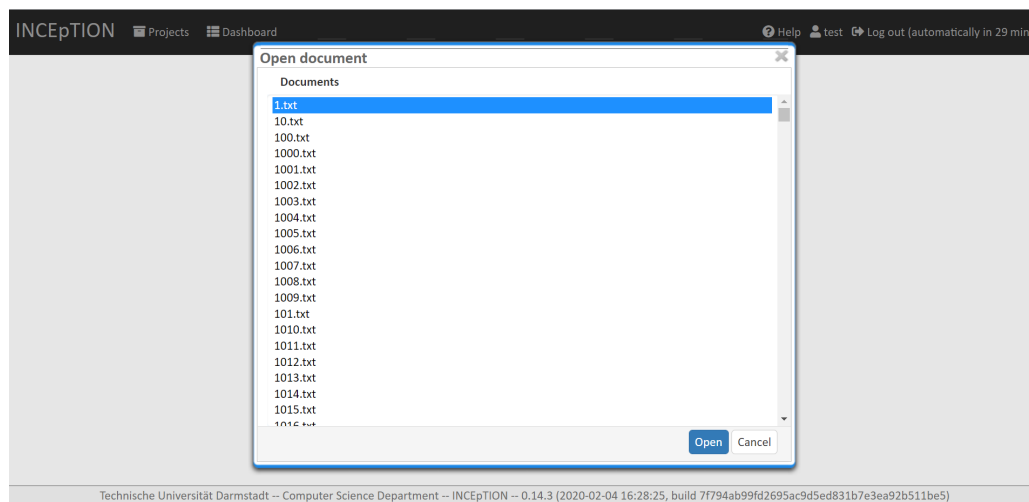 INCEpTION Projects Dashboard Help test Log out (automatically in 29 min
Open document
Documents
1.txt
10.txt
100.txt
1000.txt
1001.txt
1002.txt
1003.txt
1004.txt
1005.txt
1006.txt
1007.txt
1008.txt
1009.txt
101.txt
1010.txt
1011.txt
1012.txt
1013.txt
1014.txt
1015.txt
1016.txt
Open Cancel
Technische Universität Darmstadt -- Computer Science Department -- INCEpTION -- 0.14.3 (2020-02-04 16:28:25, build 7f794ab99fd2695ac9d5ed831b7e3ea92b511be5)